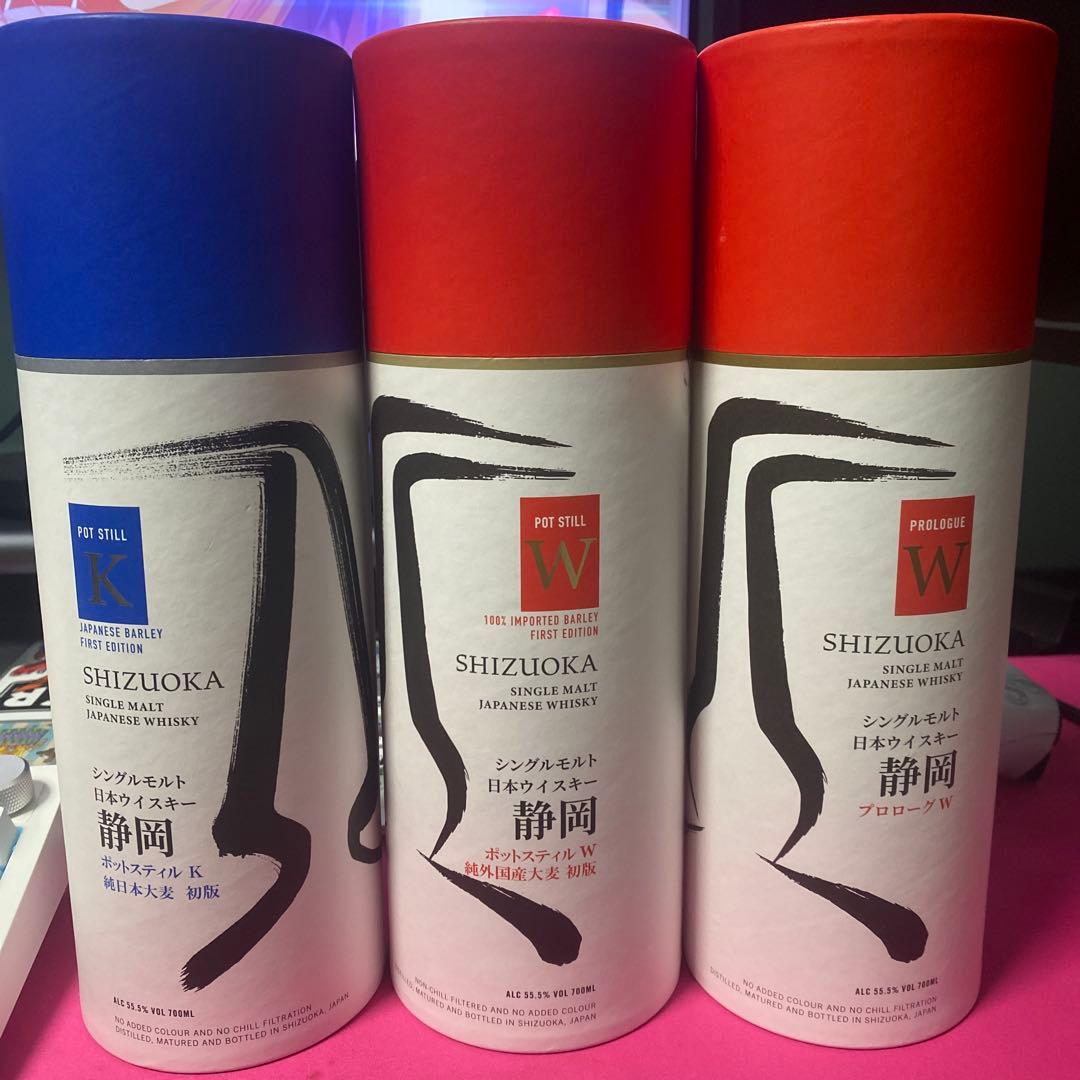 POT STILL
K
JAPANESE BARLEY
FIRST EDITION
SHIZUOKA
SINGLE MALT
JAPANESE WHISKY
シングルモルト
日本ウイスキー
静岡
ポットスティル K
純日本大麦 初版
ALC 55.5% VOL 700ML
NO ADDED COLOUR AND NO CHILL FILTRATION
DISTILLED, MATURED AND BOTTLED IN SHIZUOKA, JAPAN
POT STILL
W
100% IMPORTED BARLEY
FIRST EDITION
SHIZUOKA
SINGLE MALT
JAPANESE WHISKY
シングルモルト
日本ウイスキー
静岡
ポットスティル W
純外国産大麦 初版
ALC 55.5% VOL 700ML
NON-CHILL FILTERED AND NO ADDED COLOUR
DISTILLED, MATURED AND BOTTLED IN SHIZUOKA, JAPAN
PROLOGUE
W
SHIZUOKA
SINGLE MALT
JAPANESE WHISKY
シングルモルト
日本ウイスキー
静岡
プロローグ W
ALC 55.5% VOL 700ML
NO ADDED COLOUR AND NO CHILL FILTRATION
DISTILLED, MATURED AND BOTTLED IN SHIZUOKA, JAPAN